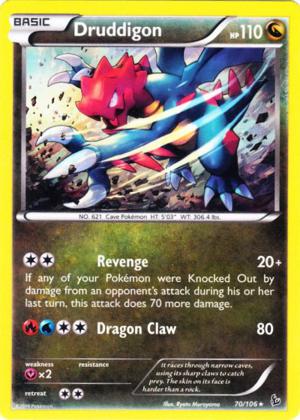 BASIC
Druddigon
HP110
NO. 621 Cave Pokémon HT: 5'03" WT: 306.4 lbs.
Revenge 20+
If any of your Pokémon were Knocked Out by
damage from an opponent's attack during his or her
last turn, this attack does 70 more damage.
Dragon Claw 80
weakness resistance
×2
It races through narrow caves,
using its sharp claws to catch
prey. The skin on its face is
harder than a rock.
retreat
Illus. Ryota Murayama
70/106